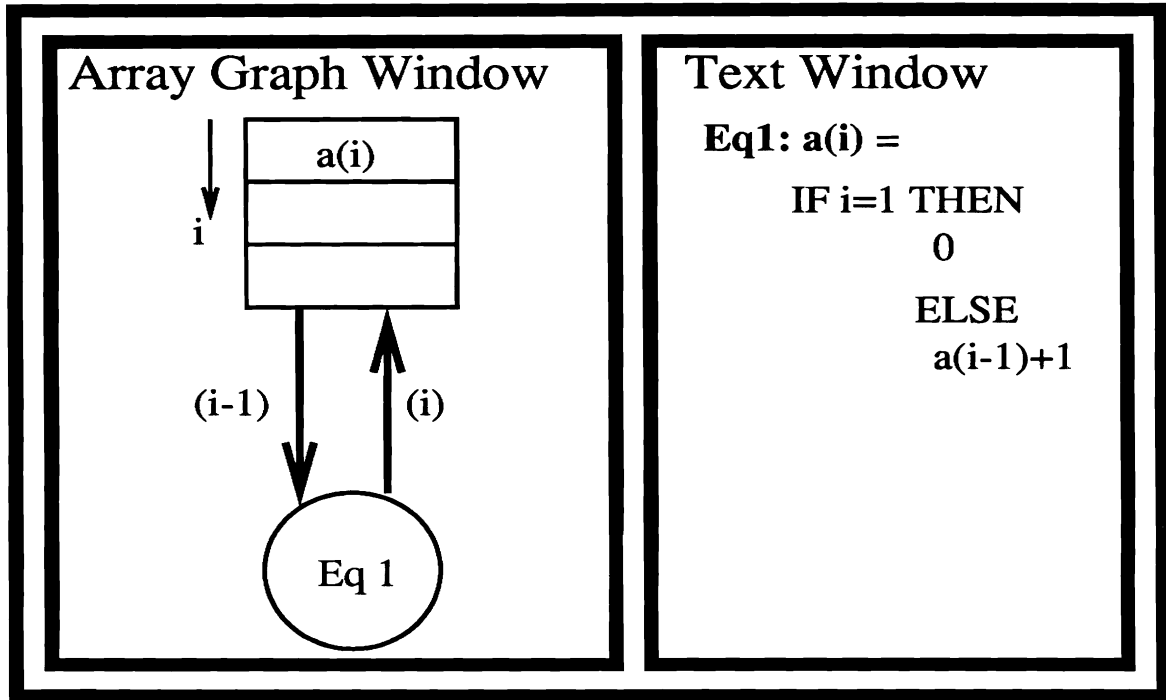 Array Graph Window
a(i)
i
(i-1)
(i)
Eq 1
Text Window
Eq1: a(i) =
IF i=1 THEN
0
ELSE
a(i-1)+1